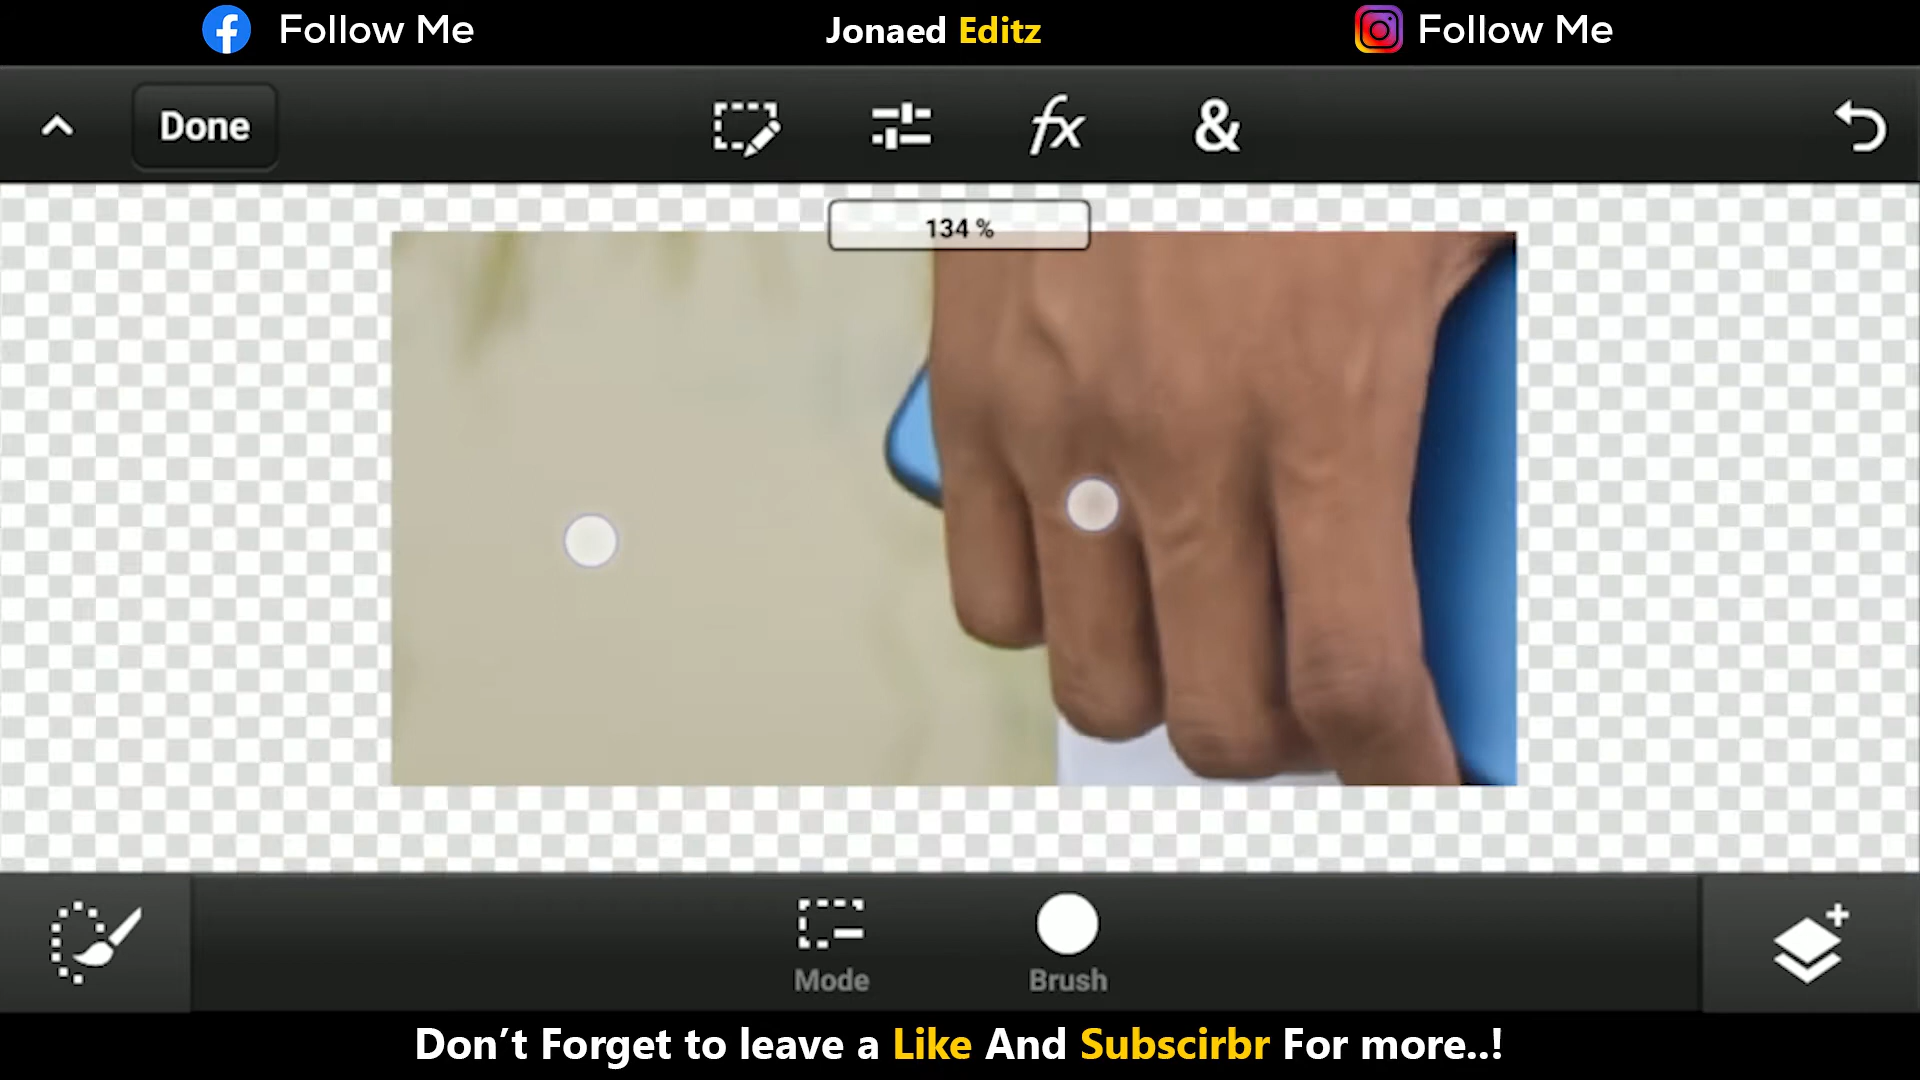 Follow Me
Jonaed Editz
Follow Me
Done
fx
&
134 %
Mode
Brush
Don’t Forget to leave a Like And Subscirbr For more..!